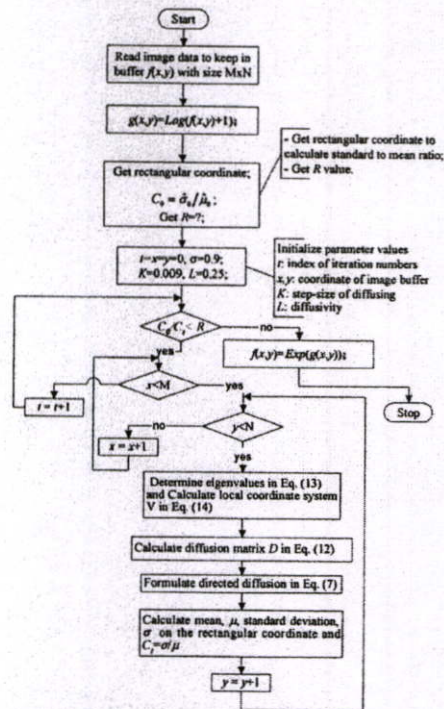 Start
Read image data to keep in
buffer f(x,y) with size MxN
g(x,y)=Log(f(x,y)+1);
Get rectangular coordinate;
C₀ = σ̂₀/μ̂₀;
Get R=?;
- Get rectangular coordinate to
calculate standard to mean ratio;
- Get R value.
t=x=y=0, σ=0.9;
K=0.009, L=0.25;
Initialize parameter values
t: index of iteration numbers
x,y: coordinate of image buffer
K: step-size of diffusing
L: diffusivity
< R
no
yes
f(x,y)=Exp(g(x,y));
Stop
x<M
yes
t = t+1
y<N
no
x = x+1
yes
Determine eigenvalues in Eq. (13)
and Calculate local coordinate system
V in Eq. (14)
Calculate diffusion matrix D in Eq. (12)
Formulate directed diffusion in Eq. (7)
Calculate mean, μ, standard deviation,
σ on the rectangular coordinate and
Cₜ=σ/μ
y = y+1